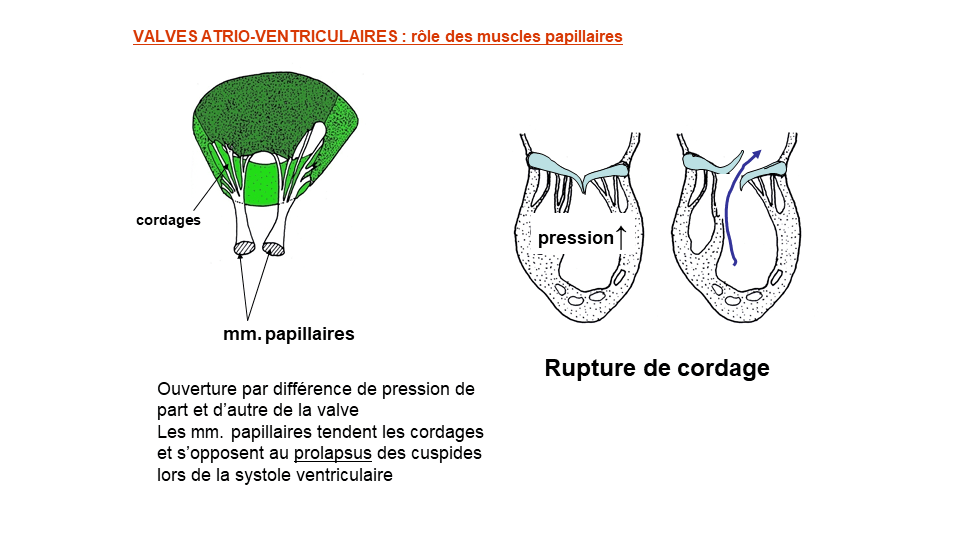 VALVES ATRIO-VENTRICULAIRES : rôle des muscles papillaires
cordages
mm. papillaires
pression↑
Rupture de cordage
Ouverture par différence de pression de
part et d’autre de la valve
Les mm. papillaires tendent les cordages
et s’opposent au prolapsus des cuspides
lors de la systole ventriculaire